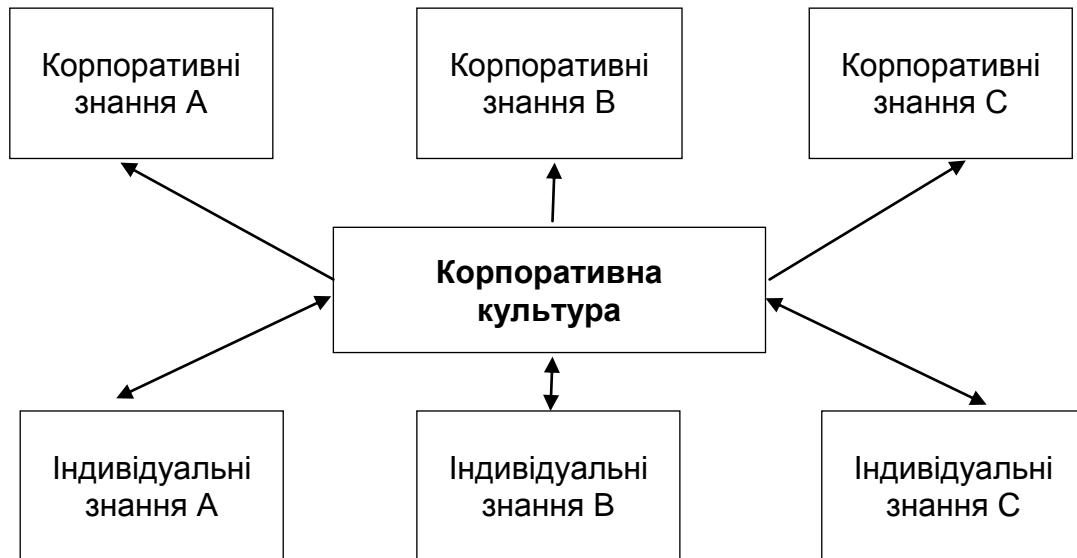 Корпоративні
знання А
Корпоративні
знання В
Корпоративні
знання С
Корпоративна
культура
Індивідуальні
знання А
Індивідуальні
знання В
Індивідуальні
знання С